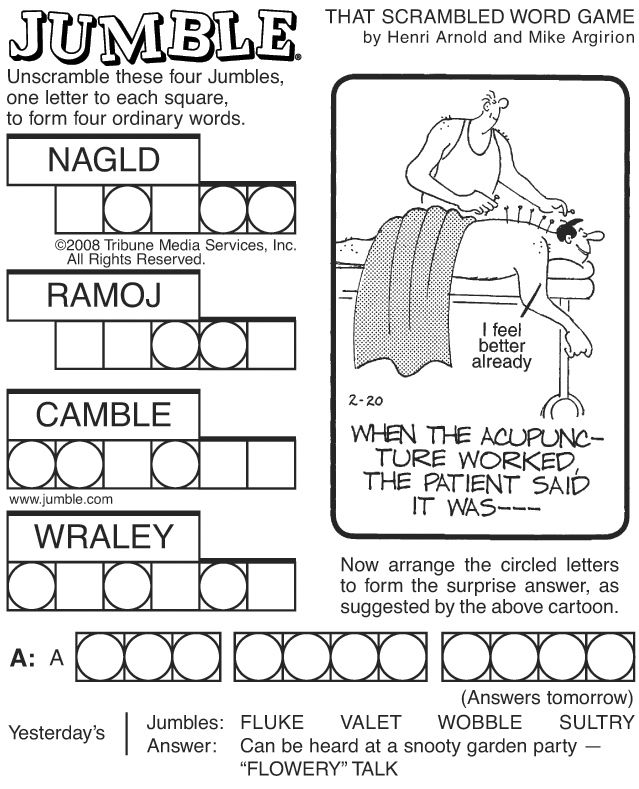 JUMBLE®
THAT SCRAMBLED WORD GAME
by Henri Arnold and Mike Argirion
Unscramble these four Jumbles,
one letter to each square,
to form four ordinary words.
NAGLD
©2008 Tribune Media Services, Inc.
All Rights Reserved.
RAMOJ
CAMBLE
www.jumble.com
WRALEY
I feel
better
already
2-20
WHEN THE ACUPUNC-
TURE WORKED,
THE PATIENT SAID
IT WAS---
Now arrange the circled letters
to form the surprise answer, as
suggested by the above cartoon.
A: A
(Answers tomorrow)
Yesterday's
Jumbles: FLUKE VALET WOBBLE SULTRY
Answer: Can be heard at a snooty garden party —
“FLOWERY” TALK